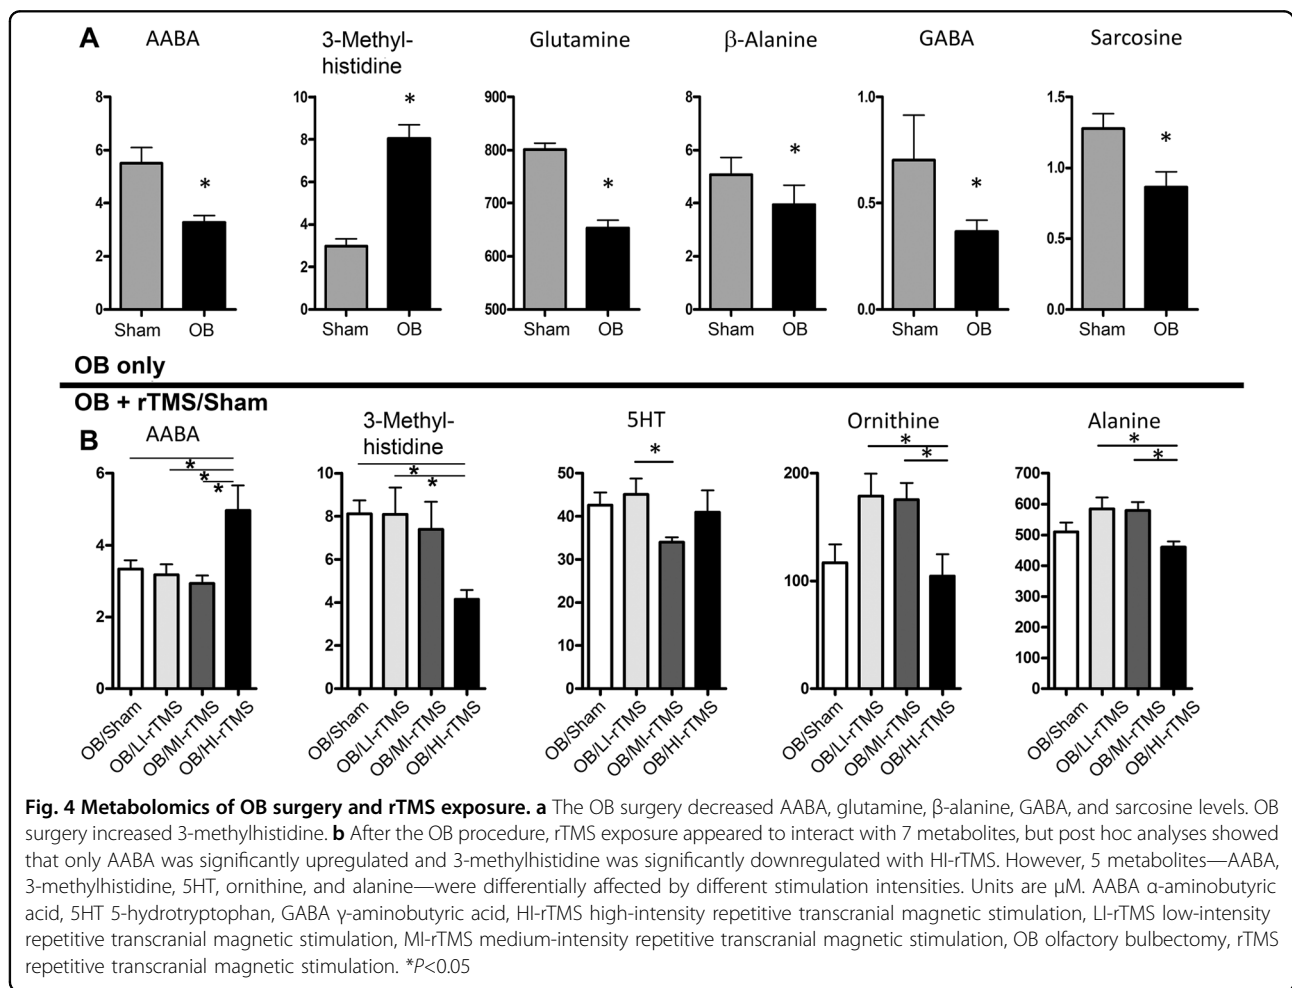 A
AABA
3-Methyl-
histidine
Glutamine
β-Alanine
GABA
Sarcosine
8
6
4
2
0
*
Sham OB
10
8
6
4
2
0
*
Sham OB
900
800
700
600
500
*
Sham OB
8
6
4
2
0
*
Sham OB
1.0
0.5
0.0
*
Sham OB
1.5
1.0
0.5
0.0
*
Sham OB
OB only
OB + rTMS/Sham
B
AABA
3-Methyl-
histidine
5HT
Ornithine
Alanine
6
4
2
0
*
*
*
OB/Sham
OB/LI-rTMS
OB/MI-rTMS
OB/HI-rTMS
10
8
6
4
2
0
*
*
OB/Sham
OB/LI-rTMS
OB/MI-rTMS
OB/HI-rTMS
50
40
30
20
10
0
*
OB/Sham
OB/LI-rTMS
OB/MI-rTMS
OB/HI-rTMS
200
100
0
*
*
OB/Sham
OB/LI-rTMS
OB/MI-rTMS
OB/HI-rTMS
700
600
500
400
300
200
100
0
*
*
OB/Sham
OB/LI-rTMS
OB/MI-rTMS
OB/HI-rTMS
Fig. 4 Metabolomics of OB surgery and rTMS exposure. a The OB surgery decreased AABA, glutamine, β-alanine, GABA, and sarcosine levels. OB
surgery increased 3-methylhistidine. b After the OB procedure, rTMS exposure appeared to interact with 7 metabolites, but post hoc analyses showed
that only AABA was significantly upregulated and 3-methylhistidine was significantly downregulated with HI-rTMS. However, 5 metabolites—AABA,
3-methylhistidine, 5HT, ornithine, and alanine—were differentially affected by different stimulation intensities. Units are µM. AABA α-aminobutyric
acid, 5HT 5-hydrotryptophan, GABA γ-aminobutyric acid, HI-rTMS high-intensity repetitive transcranial magnetic stimulation, LI-rTMS low-intensity
repetitive transcranial magnetic stimulation, MI-rTMS medium-intensity repetitive transcranial magnetic stimulation, OB olfactory bulbectomy, rTMS
repetitive transcranial magnetic stimulation. *P<0.05